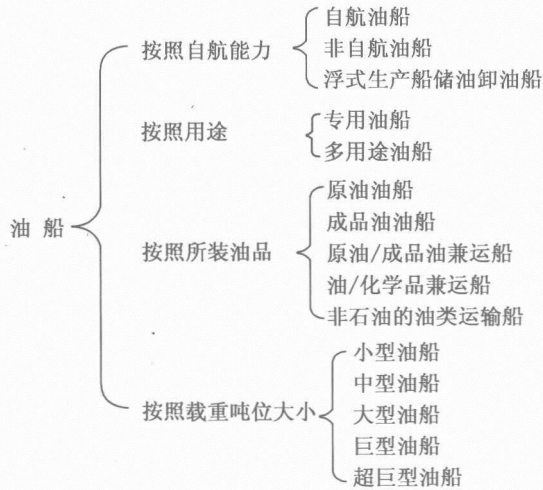 油 船
按照自航能力
自航油船
非自航油船
浮式生产船储油卸油船
按照用途
专用油船
多用途油船
按照所装油品
原油油船
成品油油船
原油/成品油兼运船
油/化学品兼运船
非石油的油类运输船
按照载重吨位大小
小型油船
中型油船
大型油船
巨型油船
超巨型油船